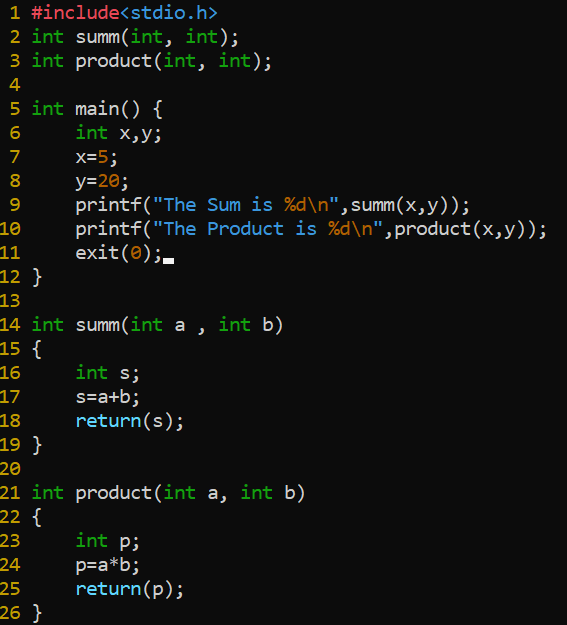 1 #include<stdio.h>
2 int summ(int, int);
3 int product(int, int);
4
5 int main() {
6     int x,y;
7     x=5;
8     y=20;
9     printf("The Sum is %d\n",summ(x,y));
10     printf("The Product is %d\n",product(x,y));
11     exit(0);
12 }
13
14 int summ(int a , int b)
15 {
16     int s;
17     s=a+b;
18     return(s);
19 }
20
21 int product(int a, int b)
22 {
23     int p;
24     p=a*b;
25     return(p);
26 }